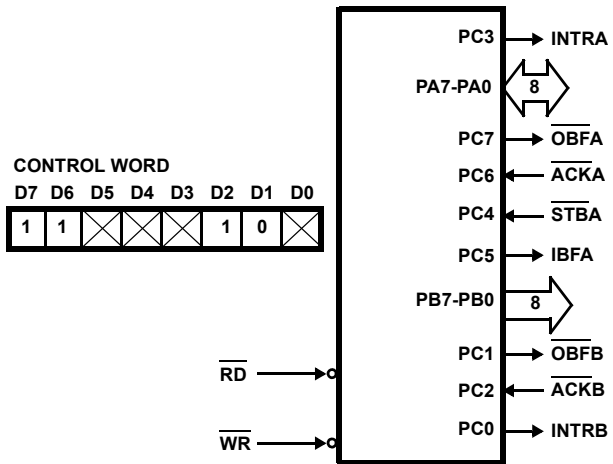 PC3 INTRA
PA7-PA0 8
PC7 OBFA
CONTROL WORD
PC6 ACKA
D7 D6 D5 D4 D3 D2 D1 D0
PC4 STBA
1 1 1 0
PC5 IBFA
PB7-PB0 8
PC1 OBFB
RD
PC2 ACKB
PC0 INTRB
WR